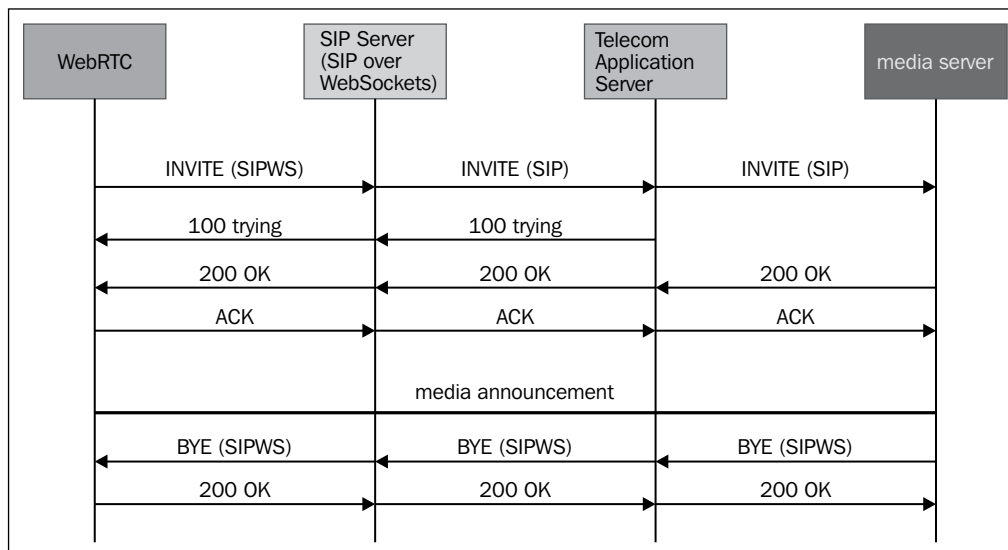 WebRTC
SIP Server
(SIP over
WebSockets)
Telecom
Application
Server
media server
INVITE (SIPWS)
INVITE (SIP)
INVITE (SIP)
100 trying
100 trying
200 OK
200 OK
200 OK
ACK
ACK
ACK
media announcement
BYE (SIPWS)
BYE (SIPWS)
BYE (SIPWS)
200 OK
200 OK
200 OK